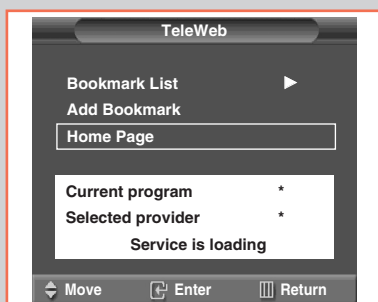 TeleWeb
Bookmark List
Add Bookmark
Home Page
Current program *
Selected provider *
Service is loading
Move Enter Return